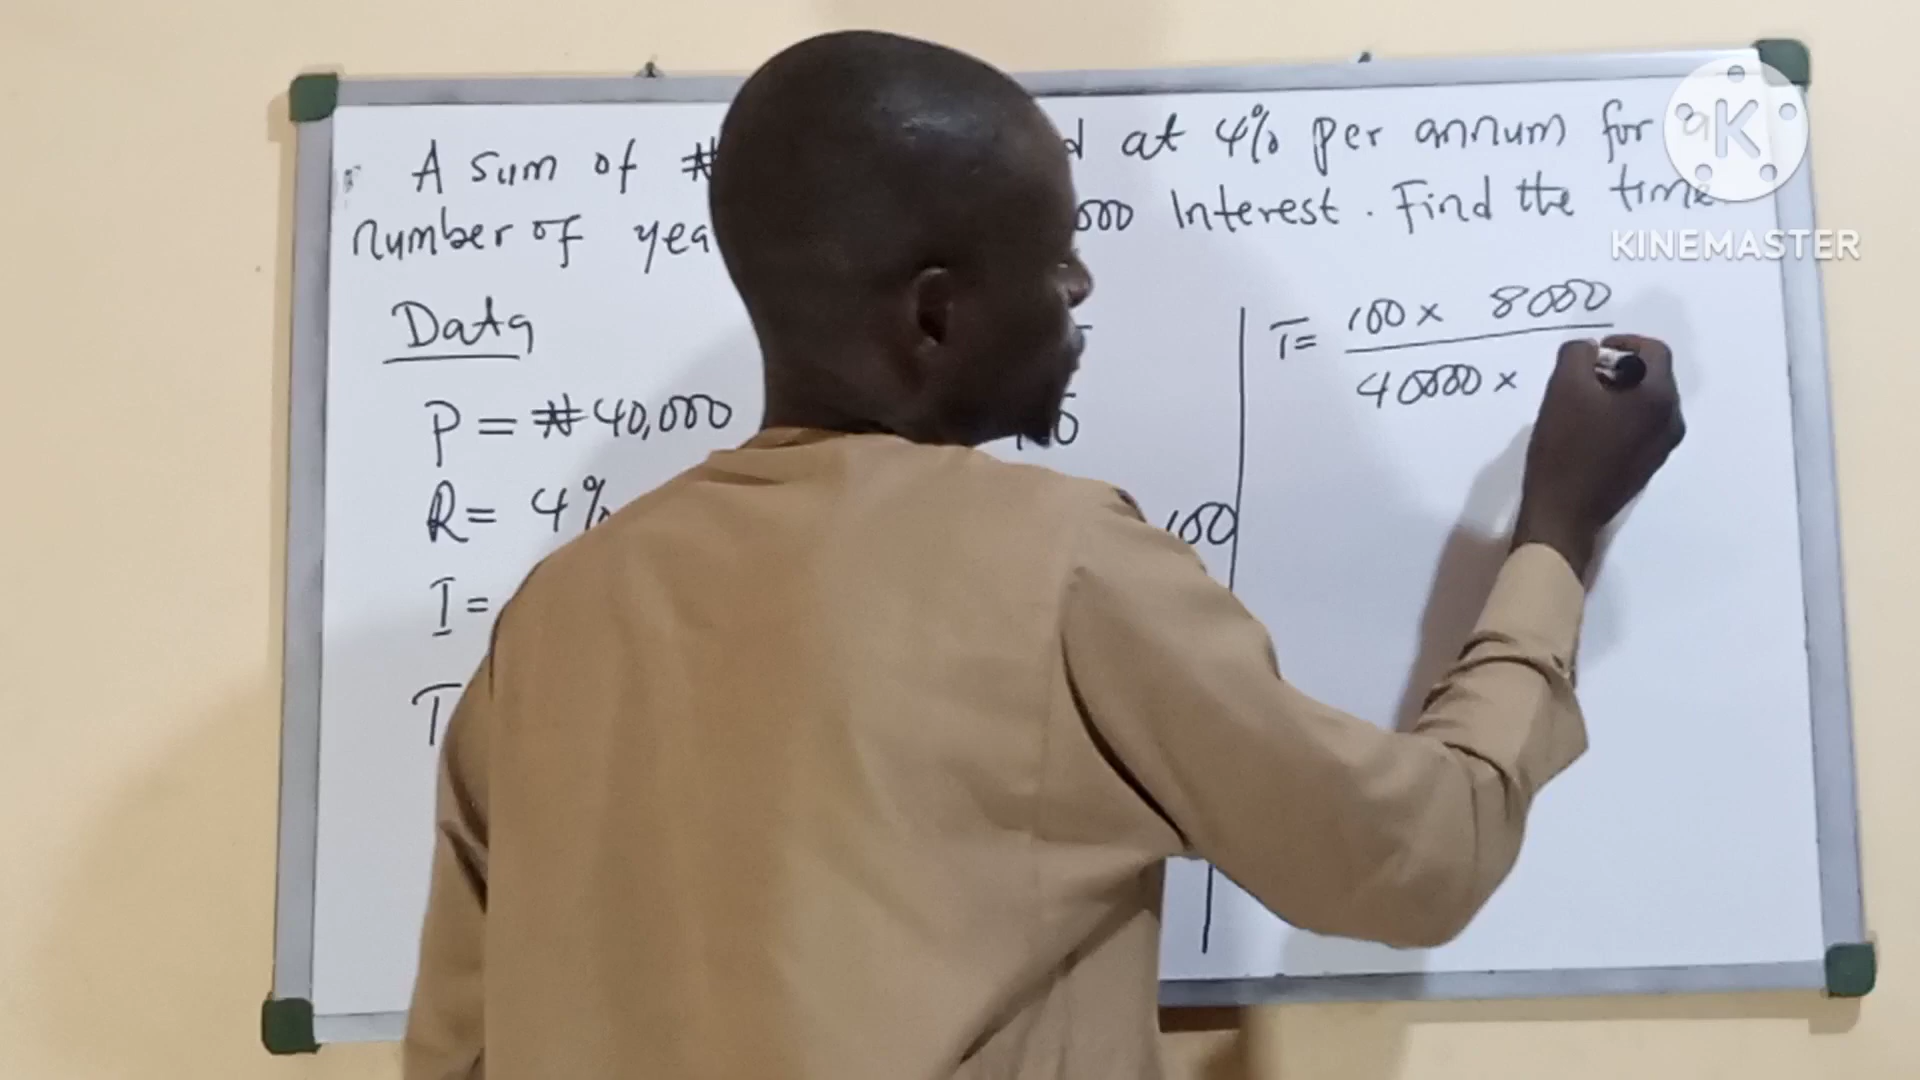 A sum of ₦ at 4% per annum for a
number of yea 000 Interest. Find the time
KINEMASTER
Data
P = ₦40,000
R = 4%
I =
T
100
T = 100 x 8000
40000 x